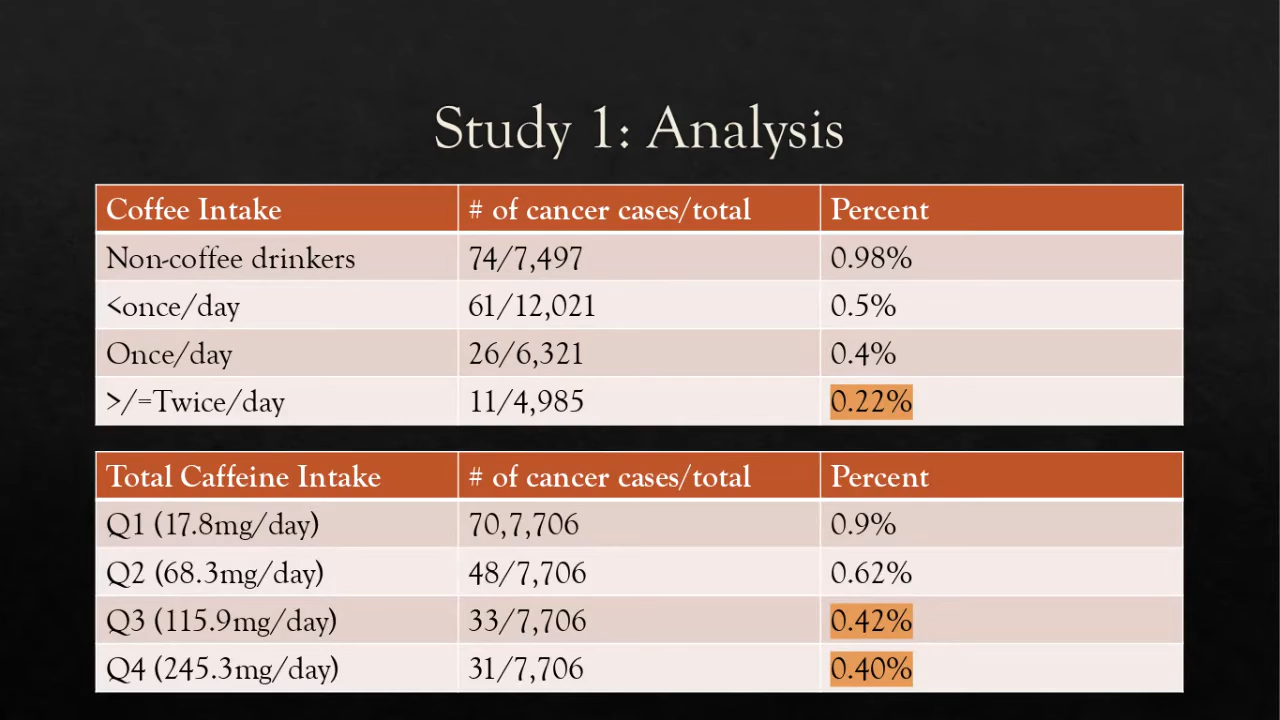 Study 1: Analysis
Coffee Intake # of cancer cases/total Percent
Non-coffee drinkers 74/7,497 0.98%
<once/day 61/12,021 0.5%
Once/day 26/6,321 0.4%
>/=Twice/day 11/4,985 0.22%
Total Caffeine Intake # of cancer cases/total Percent
Q1 (17.8mg/day) 70,7,706 0.9%
Q2 (68.3mg/day) 48/7,706 0.62%
Q3 (115.9mg/day) 33/7,706 0.42%
Q4 (245.3mg/day) 31/7,706 0.40%